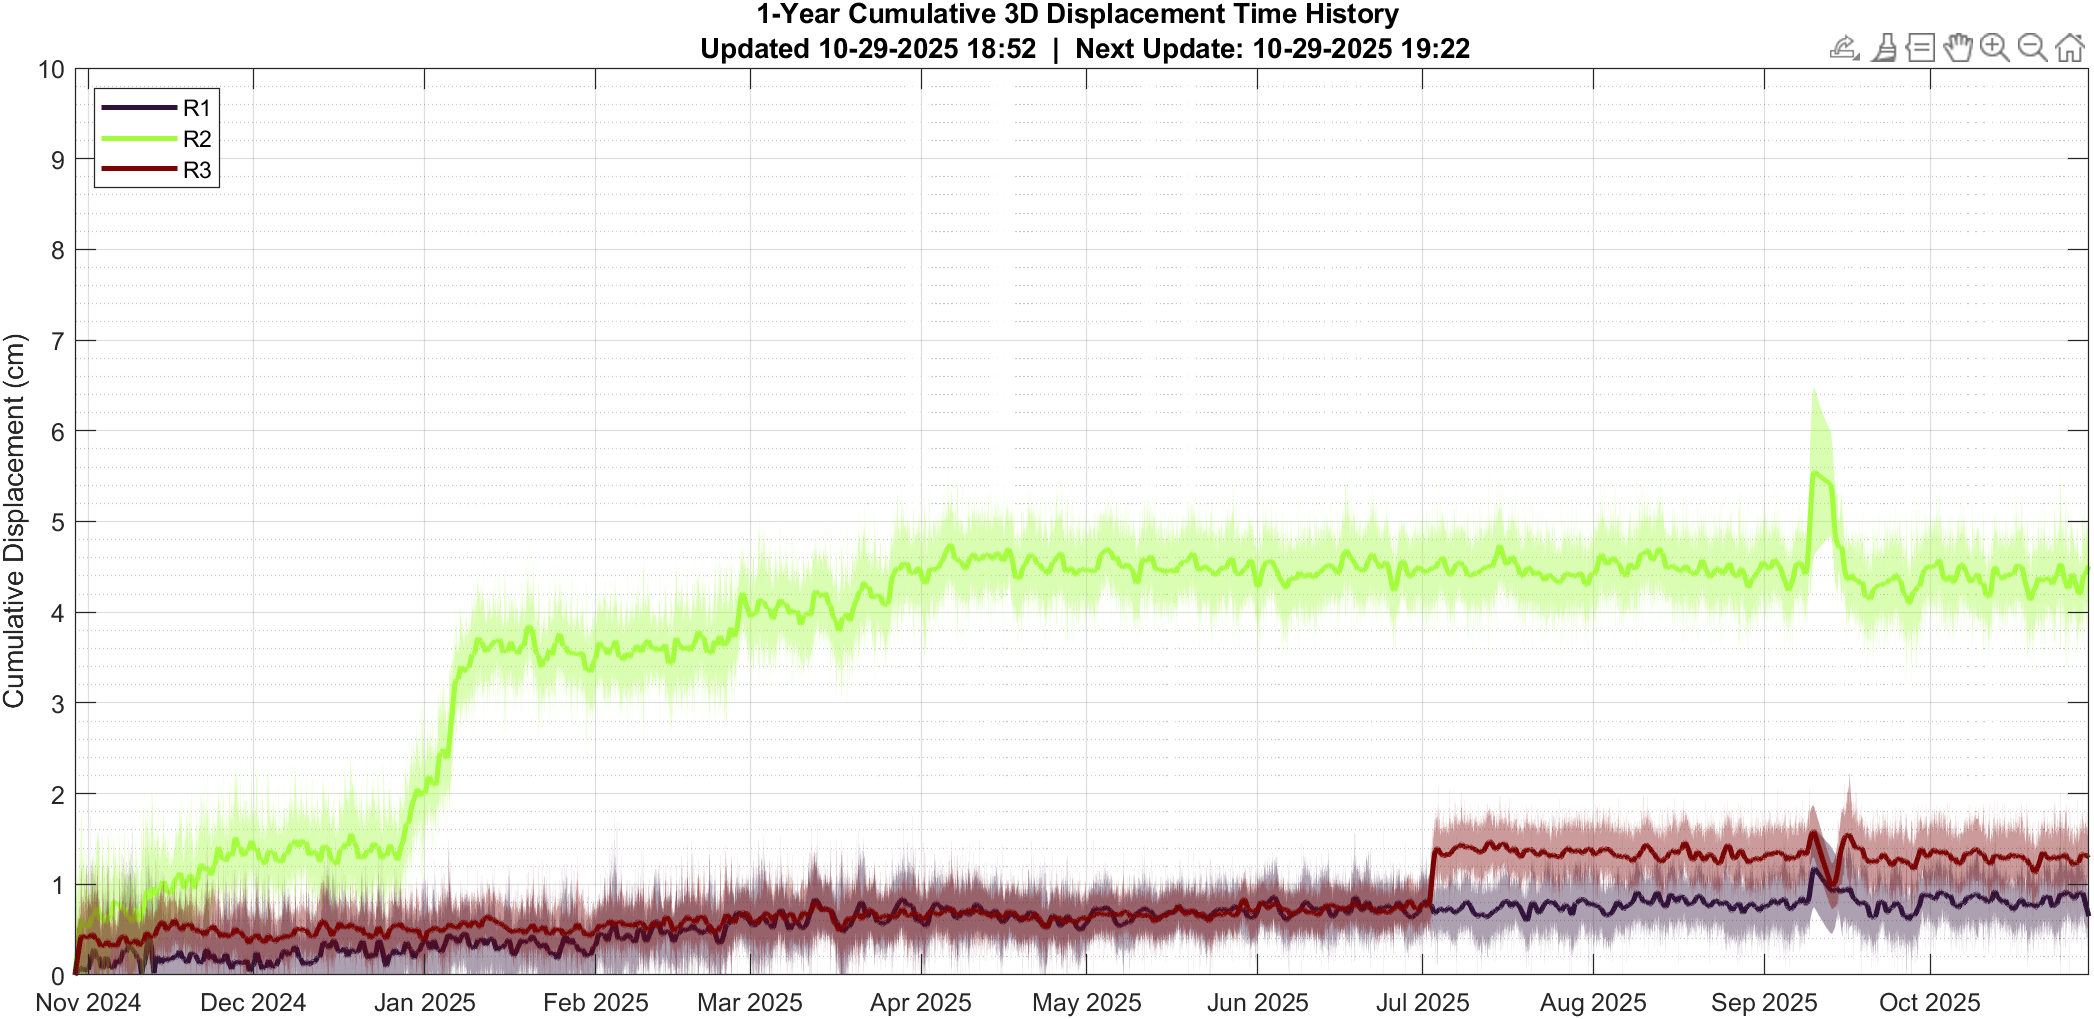 1-Year Cumulative 3D Displacement Time History
Updated 10-29-2025 18:52 | Next Update: 10-29-2025 19:22
R1
R2
R3
Cumulative Displacement (cm)
10
9
8
7
6
5
4
3
2
1
0
Nov 2024 Dec 2024 Jan 2025 Feb 2025 Mar 2025 Apr 2025 May 2025 Jun 2025 Jul 2025 Aug 2025 Sep 2025 Oct 2025